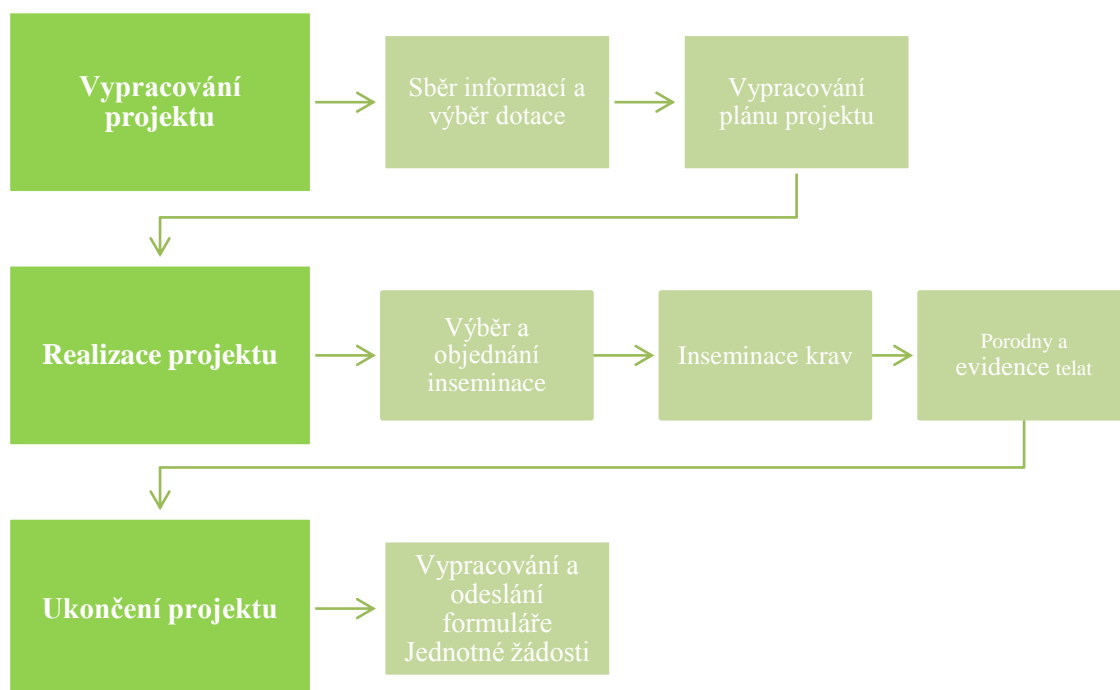 Vypracování
projektu
Sběr informací a
výběr dotace
Vypracování
plánu projektu
Realizace projektu
Výběr a
objednání
inseminace
Inseminace krav
Porodny a
evidence telat
Ukončení projektu
Vypracování a
odeslání
formuláře
Jednotné žádosti